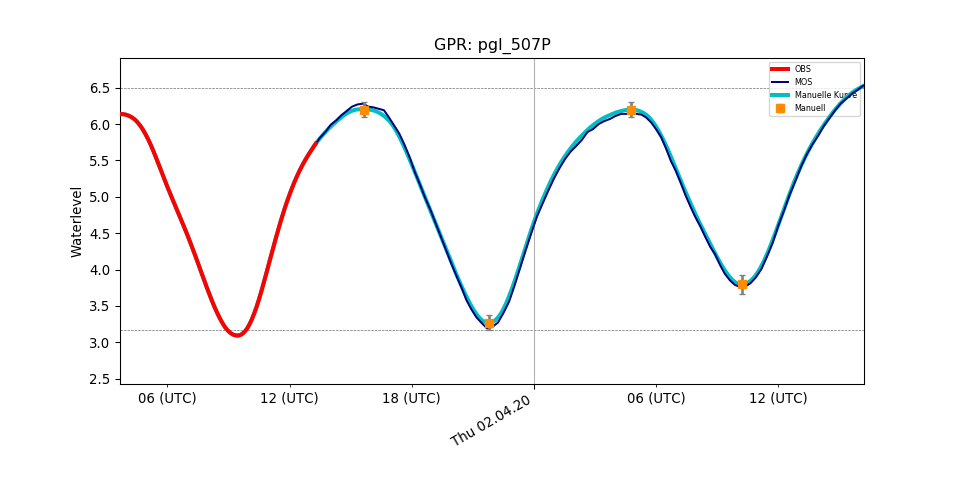 GPR: pgl_507P
OBS
MOS
Manuelle Kurve
Manuell
Waterlevel
6.5
6.0
5.5
5.0
4.5
4.0
3.5
3.0
2.5
06 (UTC)
12 (UTC)
18 (UTC)
Thu 02.04.20
06 (UTC)
12 (UTC)